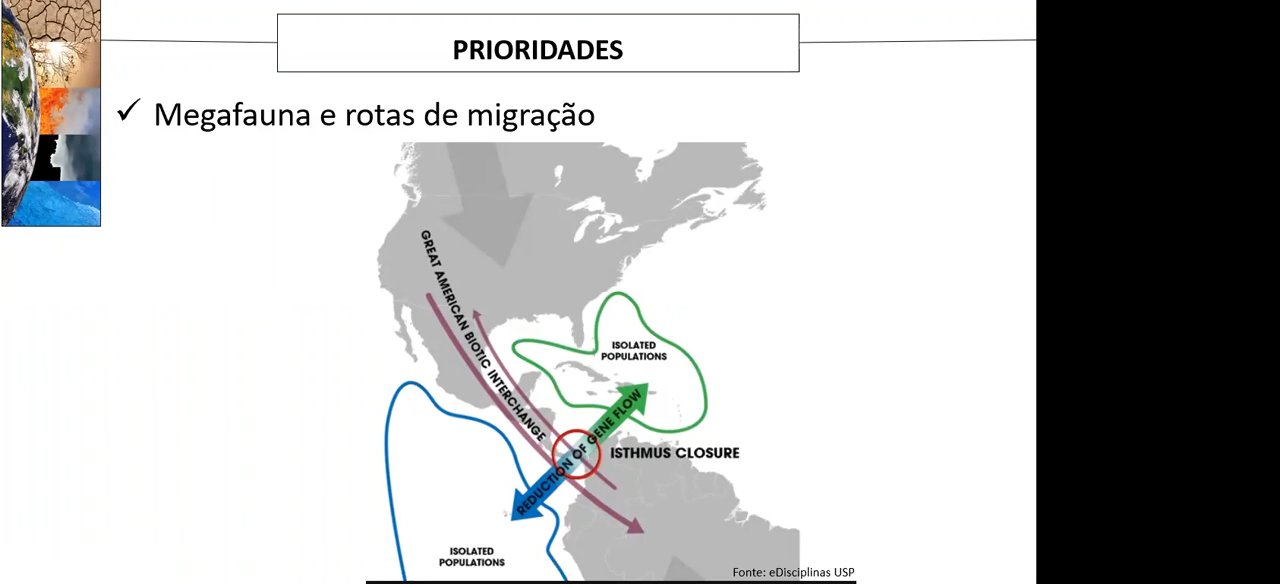 PRIORIDADES
✓ Megafauna e rotas de migração
GREAT AMERICAN BIOTIC INTERCHANGE
ISOLATED
POPULATIONS
REDUCTION OF GENE FLOW
ISTHMUS CLOSURE
ISOLATED
POPULATIONS
Fonte: eDisciplinas USP